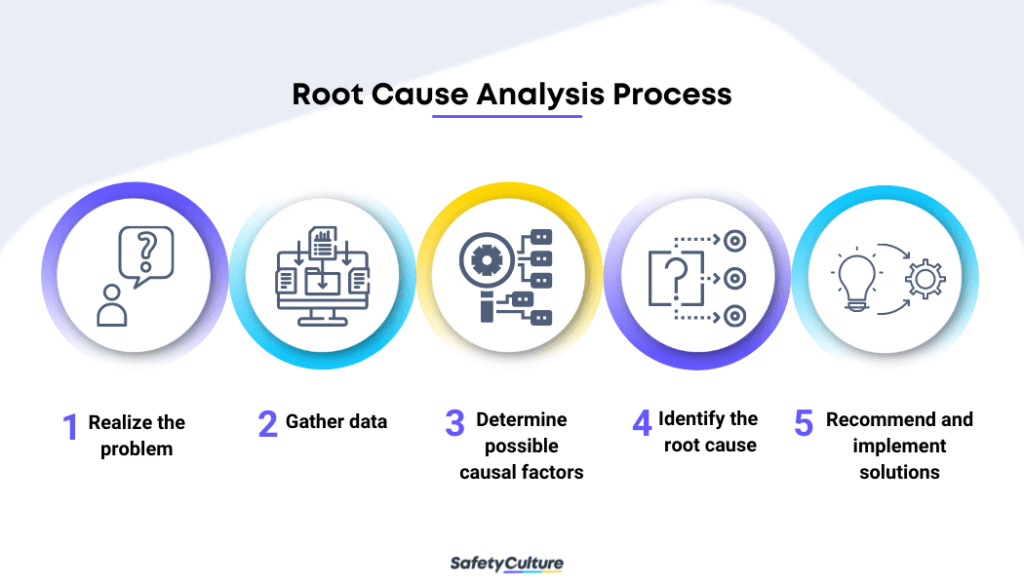 Root Cause Analysis Process
1 Realize the
problem
2 Gather data
3 Determine
possible
causal factors
4 Identify the
root cause
5 Recommend and
implement
solutions
SafetyCulture